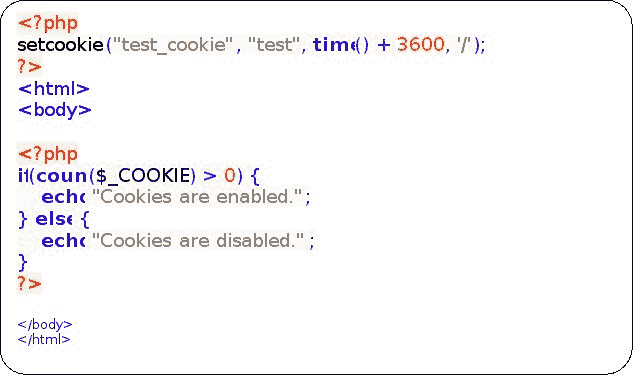 <?php
setcookie("test_cookie", "test", time() + 3600, '/');
?>
<html>
<body>
<?php
if(count($_COOKIE) > 0) {
echo "Cookies are enabled.";
} else {
echo "Cookies are disabled.";
}
?>
</body>
</html>